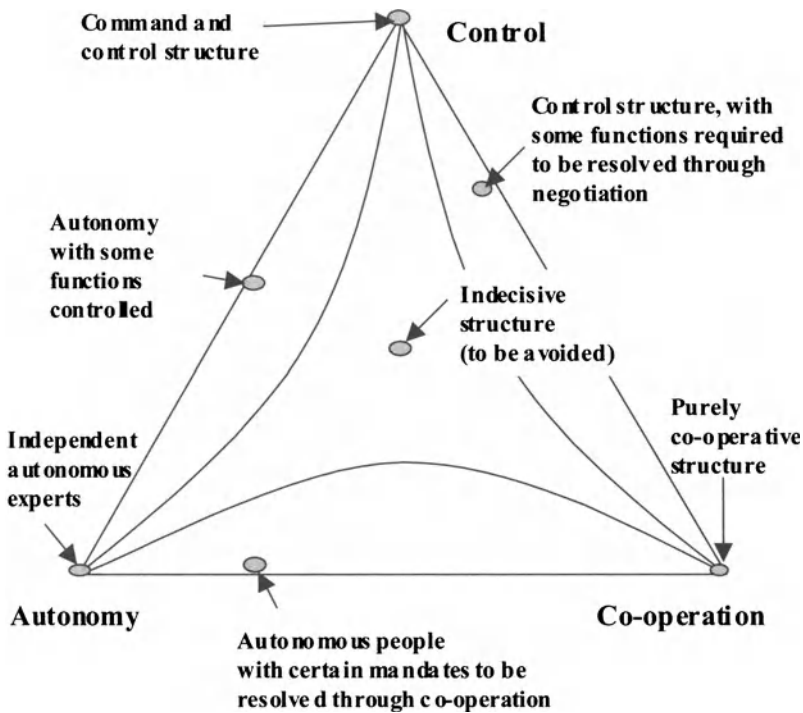 Command and
control structure
Control
Control structure, with
some functions required
to be resolved through
negotiation
Autonomy
with some
functions
controlled
Indecisive
structure
(to be avoided)
Purely
co-operative
structure
Independent
autonomous
experts
Autonomy
Co-operation
Autonomous people
with certain mandates to be
resolved through co-operation